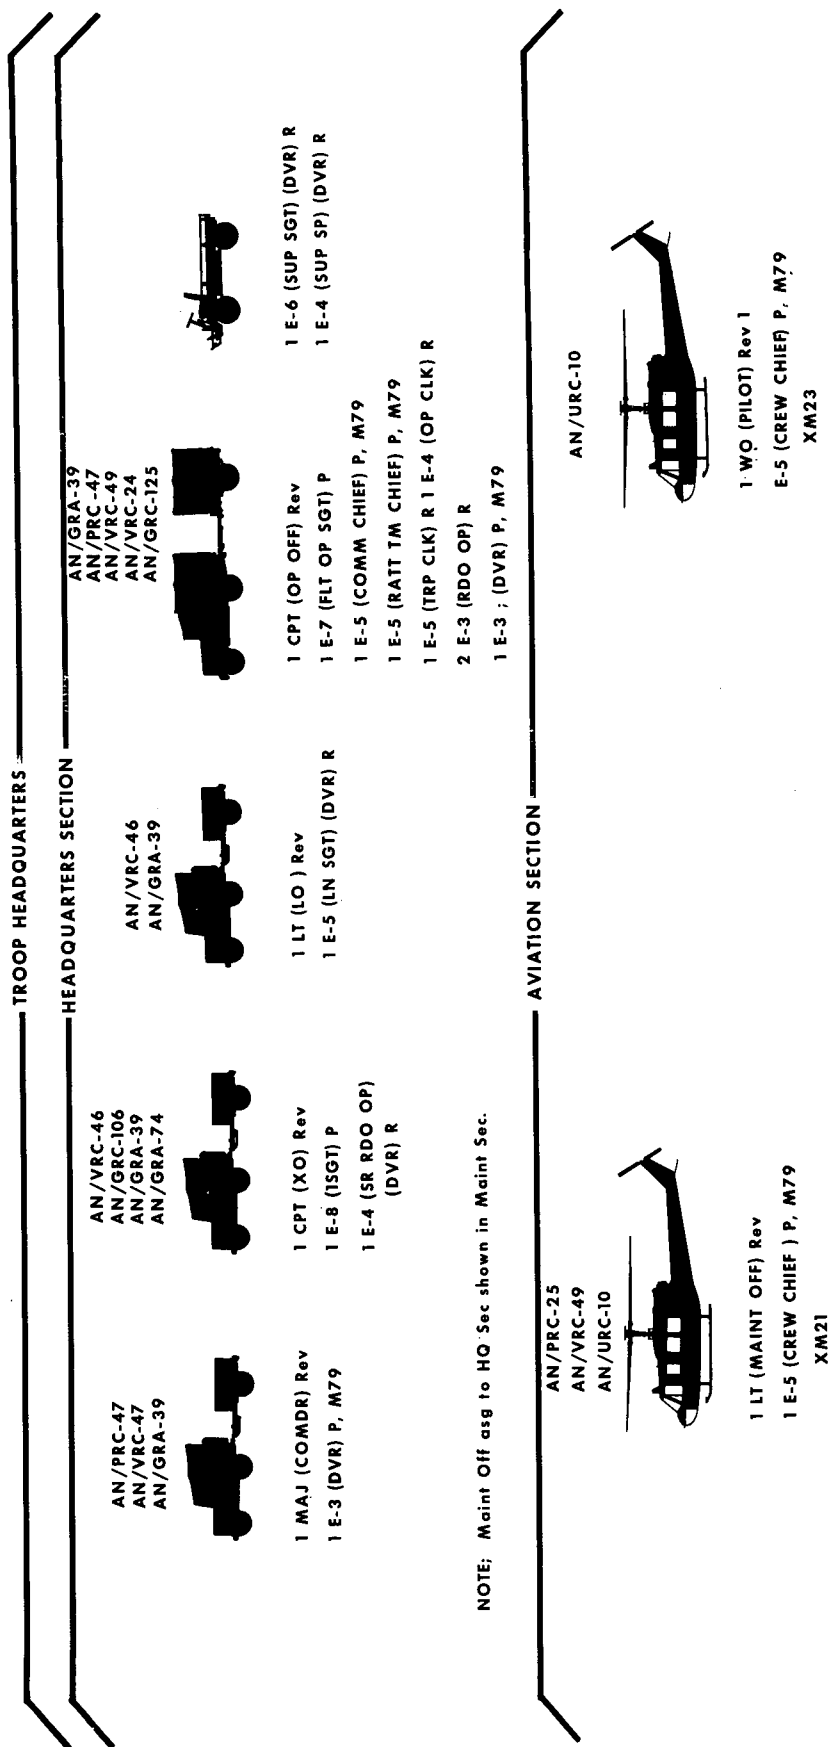 TROOP HEADQUARTERS
HEADQUARTERS SECTION
AN/PRC-47
AN/VRC-47
AN/GRA-39
1 MAJ (COMDR) Rev
1 E-3 (DVR) P, M79
AN/VRC-46
AN/GRC-106
AN/GRA-39
AN/GRA-74
1 CPT (XO) Rev
1 E-8 (1SGT) P
1 E-4 (SR RDO OP)
(DVR) R
AN/VRC-46
AN/GRA-39
1 LT (LO ) Rev
1 E-5 (LN SGT) (DVR) R
AN/GRA-39
AN/PRC-47
AN/VRC-49
AN/VRC-24
AN/GRC-125
1 CPT (OP OFF) Rev
1 E-7 (FLT OP SGT) P
1 E-5 (COMM CHIEF) P, M79
1 E-5 (RATT TM CHIEF) P, M79
1 E-5 (TRP CLK) R 1 E-4 (OP CLK) R
2 E-3 (RDO OP) R
1 E-3 ; (DVR) P, M79
1 E-6 (SUP SGT) (DVR) R
1 E-4 (SUP SP) (DVR) R
NOTE; Maint Off asg to HQ Sec shown in Maint Sec.
AVIATION SECTION
AN/PRC-25
AN/VRC-49
AN/URC-10
1 LT (MAINT OFF) Rev
1 E-5 (CREW CHIEF ) P, M79
XM21
AN/URC-10
1 WO (PILOT) Rev 1
E-5 (CREW CHIEF) P, M79
XM23